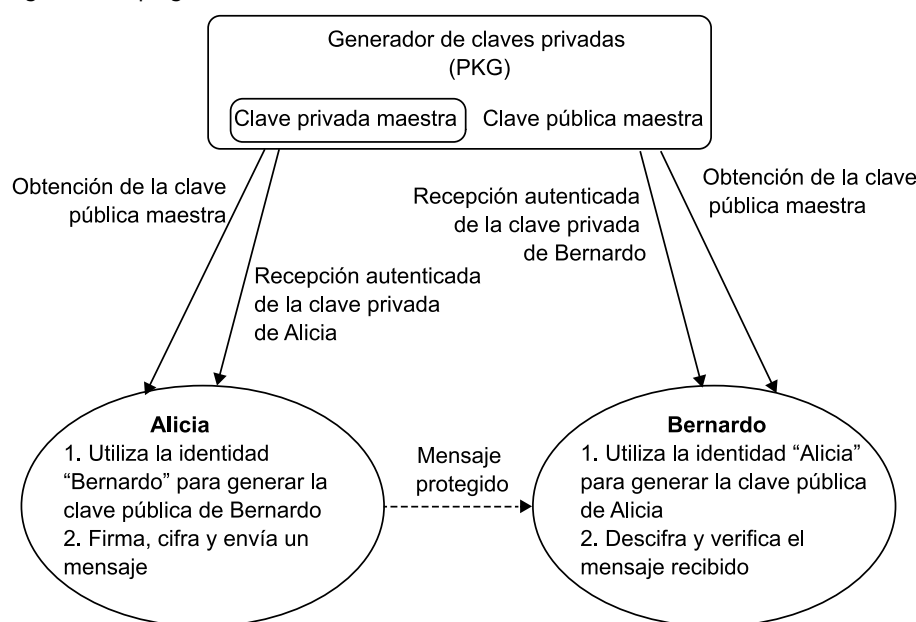 Generador de claves privadas
(PKG)
Clave privada maestra
Clave pública maestra
Obtención de la clave
pública maestra
Recepción autenticada
de la clave privada
de Alicia
Recepción autenticada
de la clave privada
de Bernardo
Obtención de la clave
pública maestra
Alicia
1. Utiliza la identidad
“Bernardo” para generar la
clave pública de Bernardo
2. Firma, cifra y envía un
mensaje
Mensaje
protegido
Bernardo
1. Utiliza la identidad “Alicia”
para generar la clave pública
de Alicia
2. Descifra y verifica el
mensaje recibido